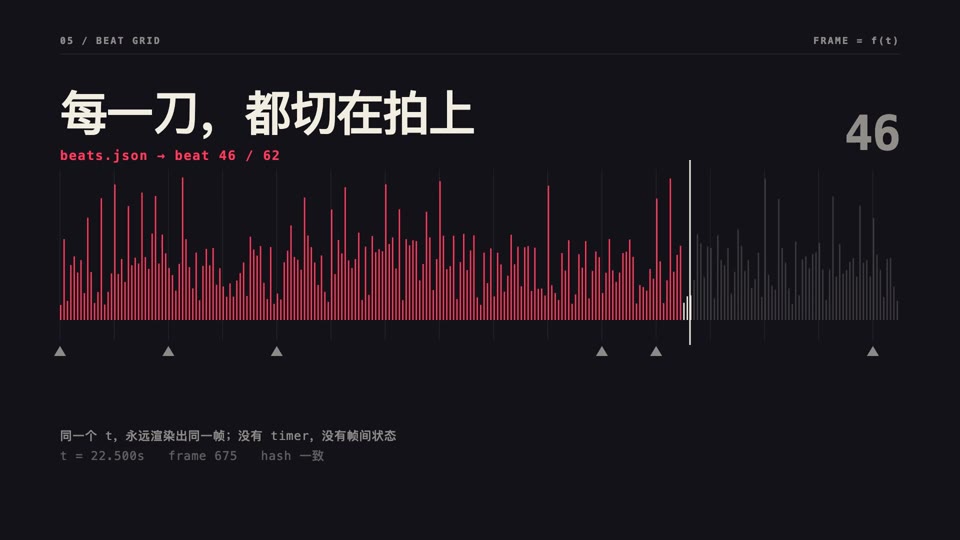 05 / BEAT GRID
FRAME = f(t)
每一刀，都切在拍上
46
beats.json → beat 46 / 62
同一个 t，永远渲染出同一帧；没有 timer，没有帧间状态
t = 22.500s frame 675 hash 一致